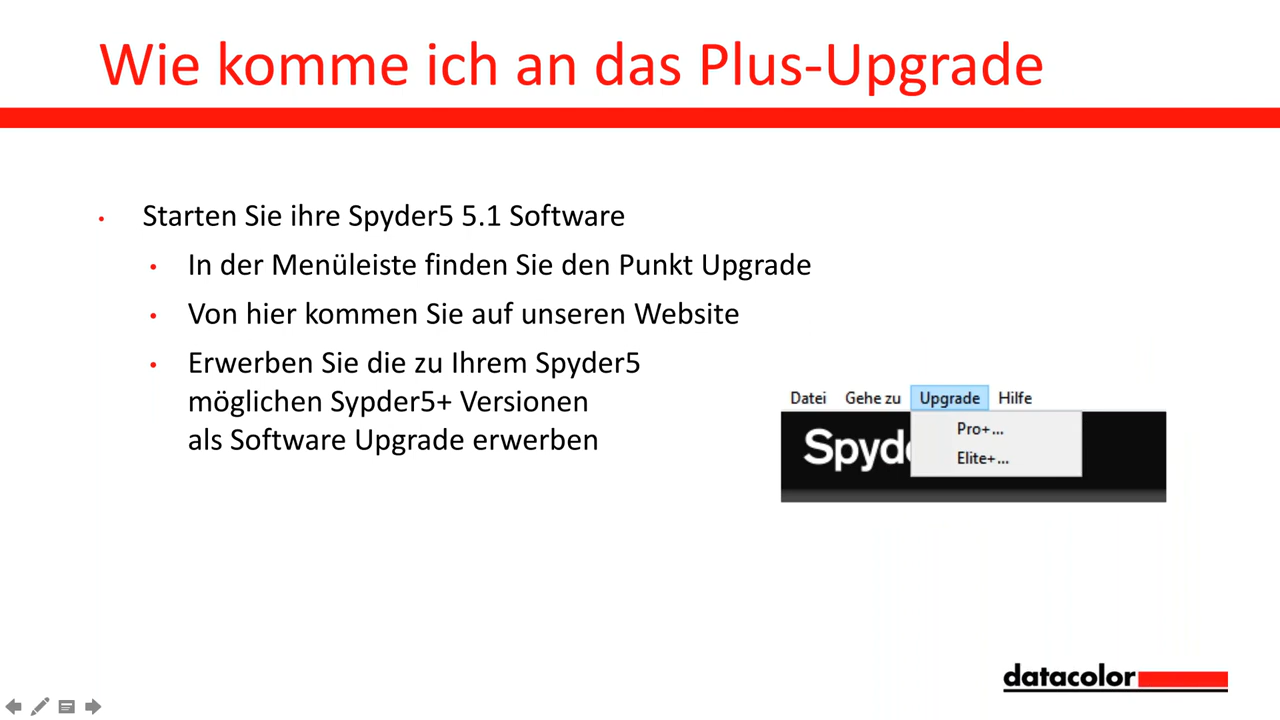 Wie komme ich an das Plus-Upgrade
Starten Sie ihre Spyder5 5.1 Software
In der Menüleiste finden Sie den Punkt Upgrade
Von hier kommen Sie auf unseren Website
Erwerben Sie die zu Ihrem Spyder5
möglichen Sypder5+ Versionen
als Software Upgrade erwerben
Datei Gehe zu Upgrade Hilfe
Pro+...
Elite+...
datacolor